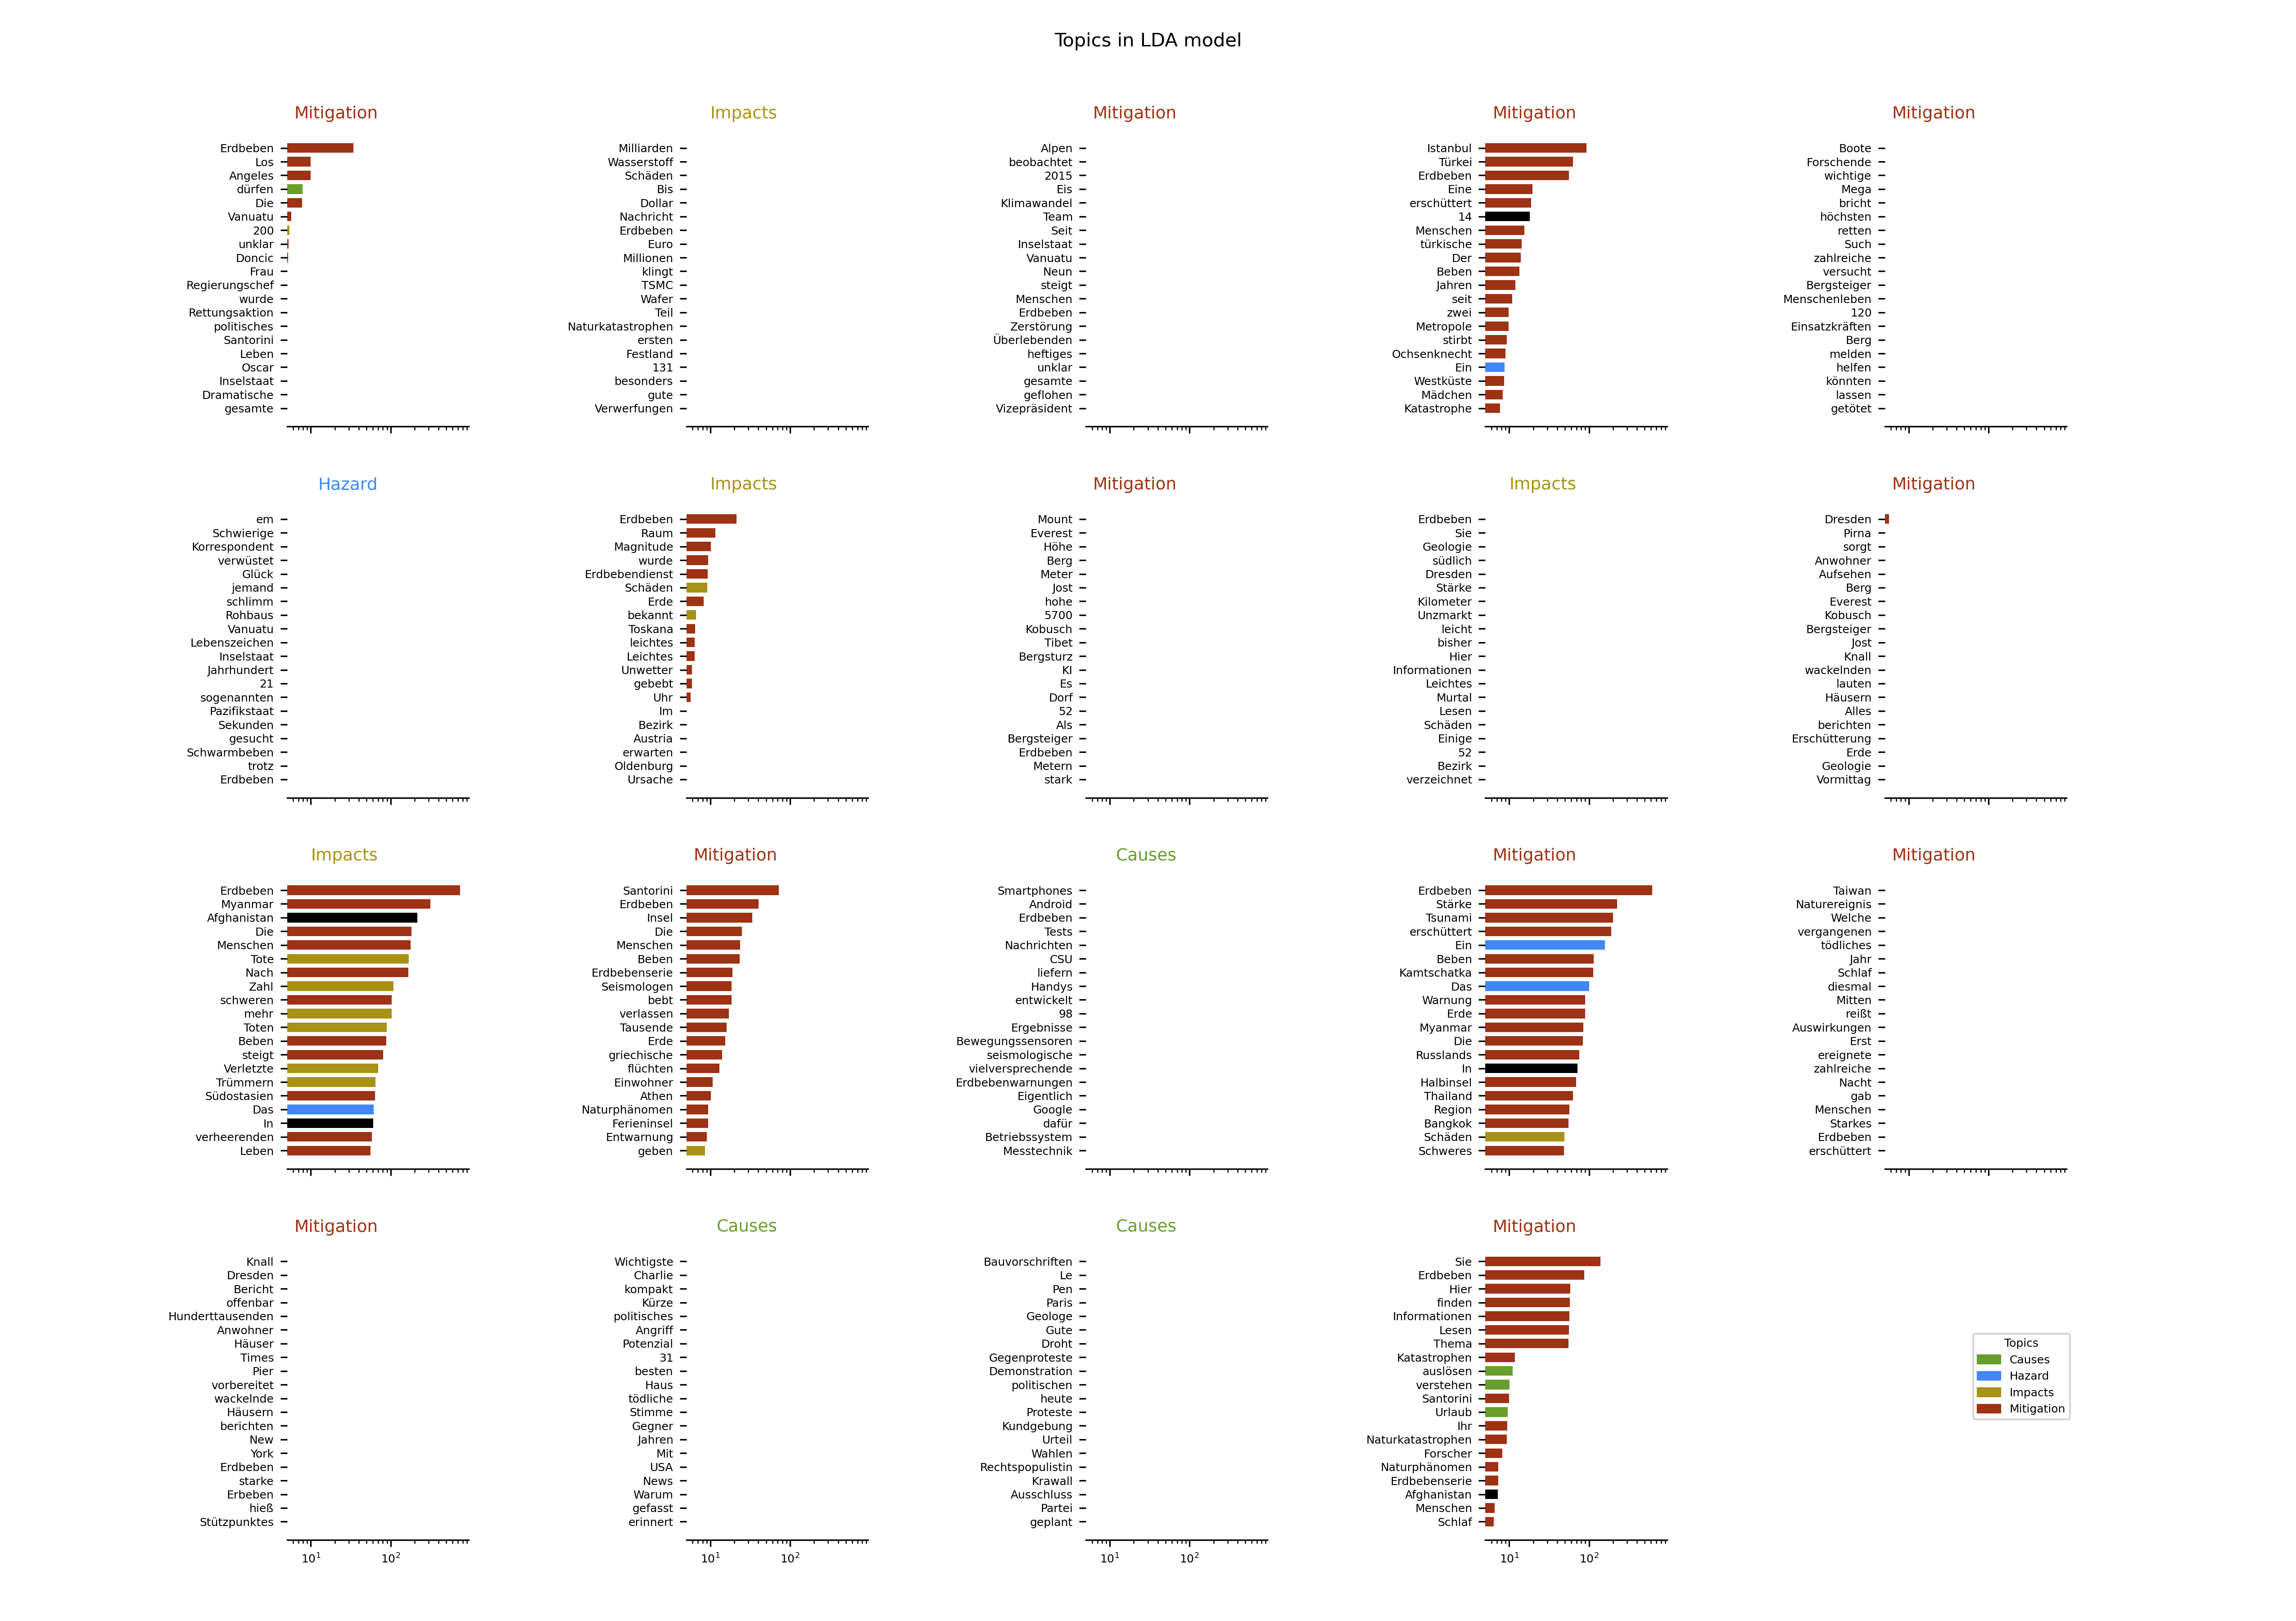 Topics in LDA model
Mitigation
Erdbeben
Los
Angeles
dürfen
Die
Vanuatu
200
unklar
Doncic
Frau
Regierungschef
wurde
Rettungsaktion
politisches
Santorini
Leben
Oscar
Inselstaat
Dramatische
gesamte
Impacts
Milliarden
Wasserstoff
Schäden
Bis
Dollar
Nachricht
Erdbeben
Euro
Millionen
klingt
TSMC
Wafer
Teil
Naturkatastrophen
ersten
Festland
131
besonders
gute
Verwerfungen
Mitigation
Alpen
beobachtet
2015
Eis
Klimawandel
Team
Seit
Inselstaat
Vanuatu
Neun
steigt
Menschen
Erdbeben
Zerstörung
Überlebenden
heftiges
unklar
gesamte
geflohen
Vizepräsident
Mitigation
Istanbul
Türkei
Erdbeben
Eine
erschüttert
14
Menschen
türkische
Der
Beben
Jahren
seit
zwei
Metropole
stirbt
Ochsenknecht
Ein
Westküste
Mädchen
Katastrophe
Mitigation
Boote
Forschende
wichtige
Mega
bricht
höchsten
retten
Such
zahlreiche
versucht
Bergsteiger
Menschenleben
120
Einsatzkräften
Berg
melden
helfen
könnten
lassen
getötet
Hazard
em
Schwierige
Korrespondent
verwüstet
Glück
jemand
schlimm
Rohbaus
Vanuatu
Lebenszeichen
Inselstaat
Jahrhundert
21
sogenannten
Pazifikstaat
Sekunden
gesucht
Schwarmbeben
trotz
Erdbeben
Impacts
Erdbeben
Raum
Magnitude
wurde
Erdbebendienst
Schäden
Erde
bekannt
Toskana
leichtes
Leichtes
Unwetter
gebebt
Uhr
Im
Bezirk
Austria
erwarten
Oldenburg
Ursache
Mitigation
Mount
Everest
Höhe
Berg
Meter
Jost
hohe
5700
Kobusch
Tibet
Bergsturz
KI
Es
Dorf
52
Als
Bergsteiger
Erdbeben
Metern
stark
Impacts
Erdbeben
Sie
Geologie
südlich
Dresden
Stärke
Kilometer
Unzmarkt
leicht
bisher
Hier
Informationen
Leichtes
Murtal
Lesen
Schäden
Einige
52
Bezirk
verzeichnet
Mitigation
Dresden
Pirna
sorgt
Anwohner
Aufsehen
Berg
Everest
Kobusch
Bergsteiger
Jost
Knall
wackelnden
lauten
Häusern
Alles
berichten
Erschütterung
Erde
Geologie
Vormittag
Impacts
Erdbeben
Myanmar
Afghanistan
Die
Menschen
Tote
Nach
Zahl
schweren
mehr
Toten
Beben
steigt
Verletzte
Trümmern
Südostasien
Das
In
verheerenden
Leben
Mitigation
Santorini
Erdbeben
Insel
Die
Menschen
Beben
Erdbebenserie
Seismologen
bebt
verlassen
Tausende
Erde
griechische
flüchten
Einwohner
Athen
Naturphänomen
Ferieninsel
Entwarnung
geben
Causes
Smartphones
Android
Erdbeben
Tests
Nachrichten
CSU
liefern
Handys
entwickelt
98
Ergebnisse
Bewegungssensoren
seismologische
vielversprechende
Erdbebenwarnungen
Eigentlich
Google
dafür
Betriebssystem
Messtechnik
Mitigation
Erdbeben
Stärke
Tsunami
erschüttert
Ein
Beben
Kamtschatka
Das
Warnung
Erde
Myanmar
Die
Russlands
In
Halbinsel
Thailand
Region
Bangkok
Schäden
Schweres
Mitigation
Taiwan
Naturereignis
Welche
vergangenen
tödliches
Jahr
Schlaf
diesmal
Mitten
reißt
Auswirkungen
Erst
ereignete
zahlreiche
Nacht
gab
Menschen
Starkes
Erdbeben
erschüttert
Mitigation
Knall
Dresden
Bericht
offenbar
Hunderttausenden
Anwohner
Häuser
Times
Pier
vorbereitet
wackelnde
Häusern
berichten
New
York
Erdbeben
starke
Erbeben
hieß
Stützpunktes
10¹ 10²
Causes
Wichtigste
Charlie
kompakt
Kürze
politisches
Angriff
Potenzial
31
besten
Haus
tödliche
Stimme
Gegner
Jahren
Mit
USA
News
Warum
gefasst
erinnert
10¹ 10²
Causes
Bauvorschriften
Le
Pen
Paris
Geologe
Gute
Droht
Gegenproteste
Demonstration
politischen
heute
Proteste
Kundgebung
Urteil
Wahlen
Rechtspopulistin
Krawall
Ausschluss
Partei
geplant
10¹ 10²
Mitigation
Sie
Erdbeben
Hier
finden
Informationen
Lesen
Thema
Katastrophen
auslösen
verstehen
Santorini
Urlaub
Ihr
Naturkatastrophen
Forscher
Naturphänomen
Erdbebenserie
Afghanistan
Menschen
Schlaf
10¹ 10²
Topics
Causes
Hazard
Impacts
Mitigation